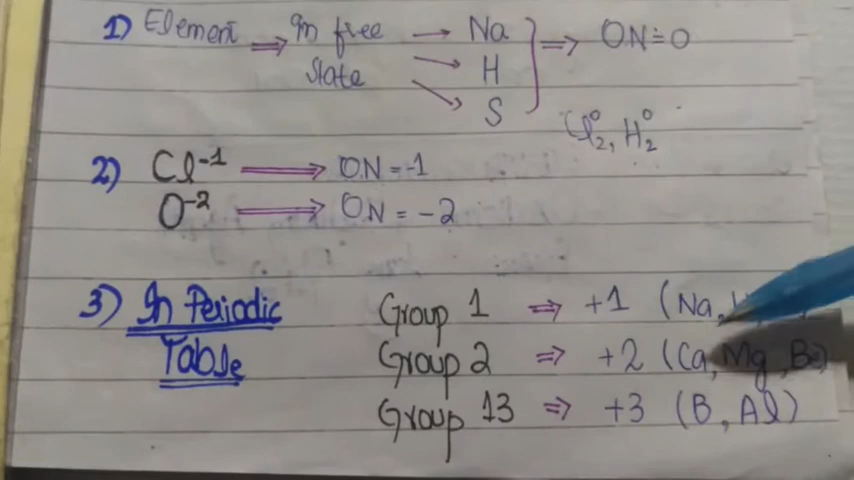 1) Element ⇒ In free → Na } ⇒ O.N = 0
State → H
→ S
Cl₂⁰, H₂⁰
2) Cl⁻¹ ⟹ O.N = -1
O⁻² ⟹ O.N = -2
3) In Periodic Group 1 ⇒ +1 (Na,
Table Group 2 ⇒ +2 (Ca, Mg, Be)
Group 13 ⇒ +3 (B, Al)